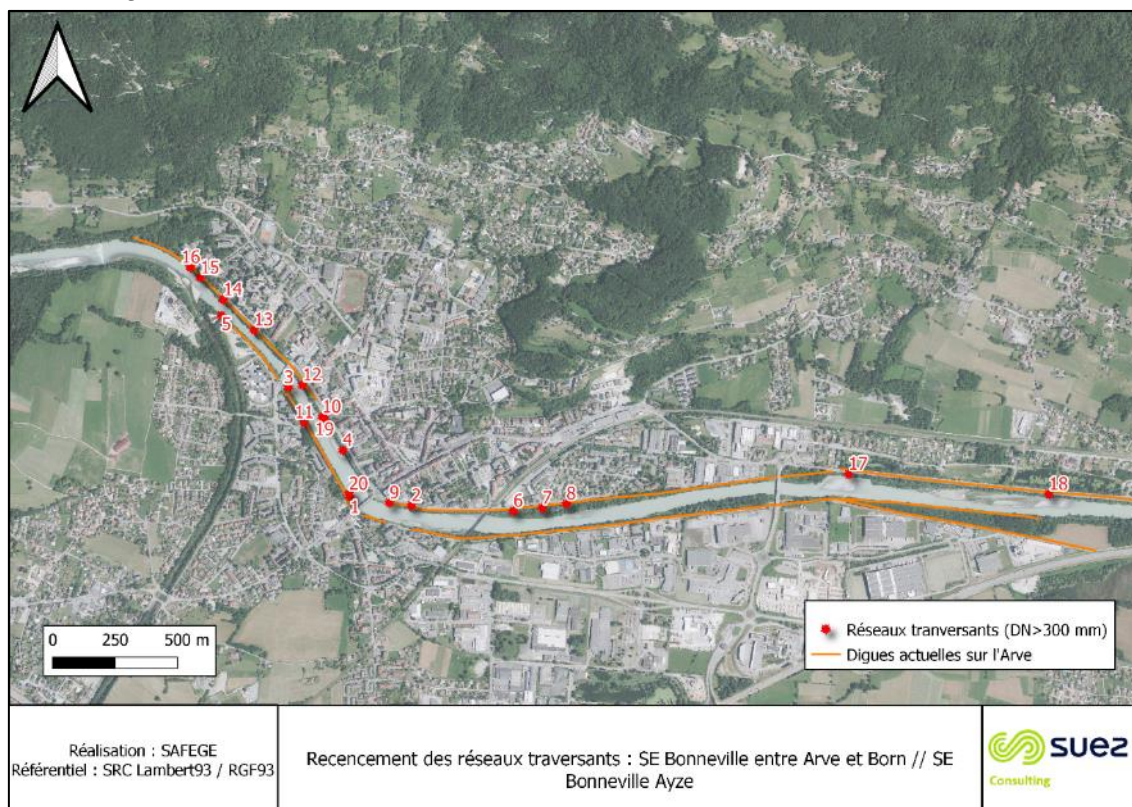 16
15
14
5
13
3
12
10
11
19
4
20
1
9
2
6
7
8
17
18
0 250 500 m
Réseaux tranversants (DN>300 mm)
Digues actuelles sur l'Arve
Réalisation : SAFEGE
Référentiel : SRC Lambert93 / RGF93
Recencement des réseaux traversants : SE Bonneville entre Arve et Born // SE
Bonneville Ayze
suez
Consulting